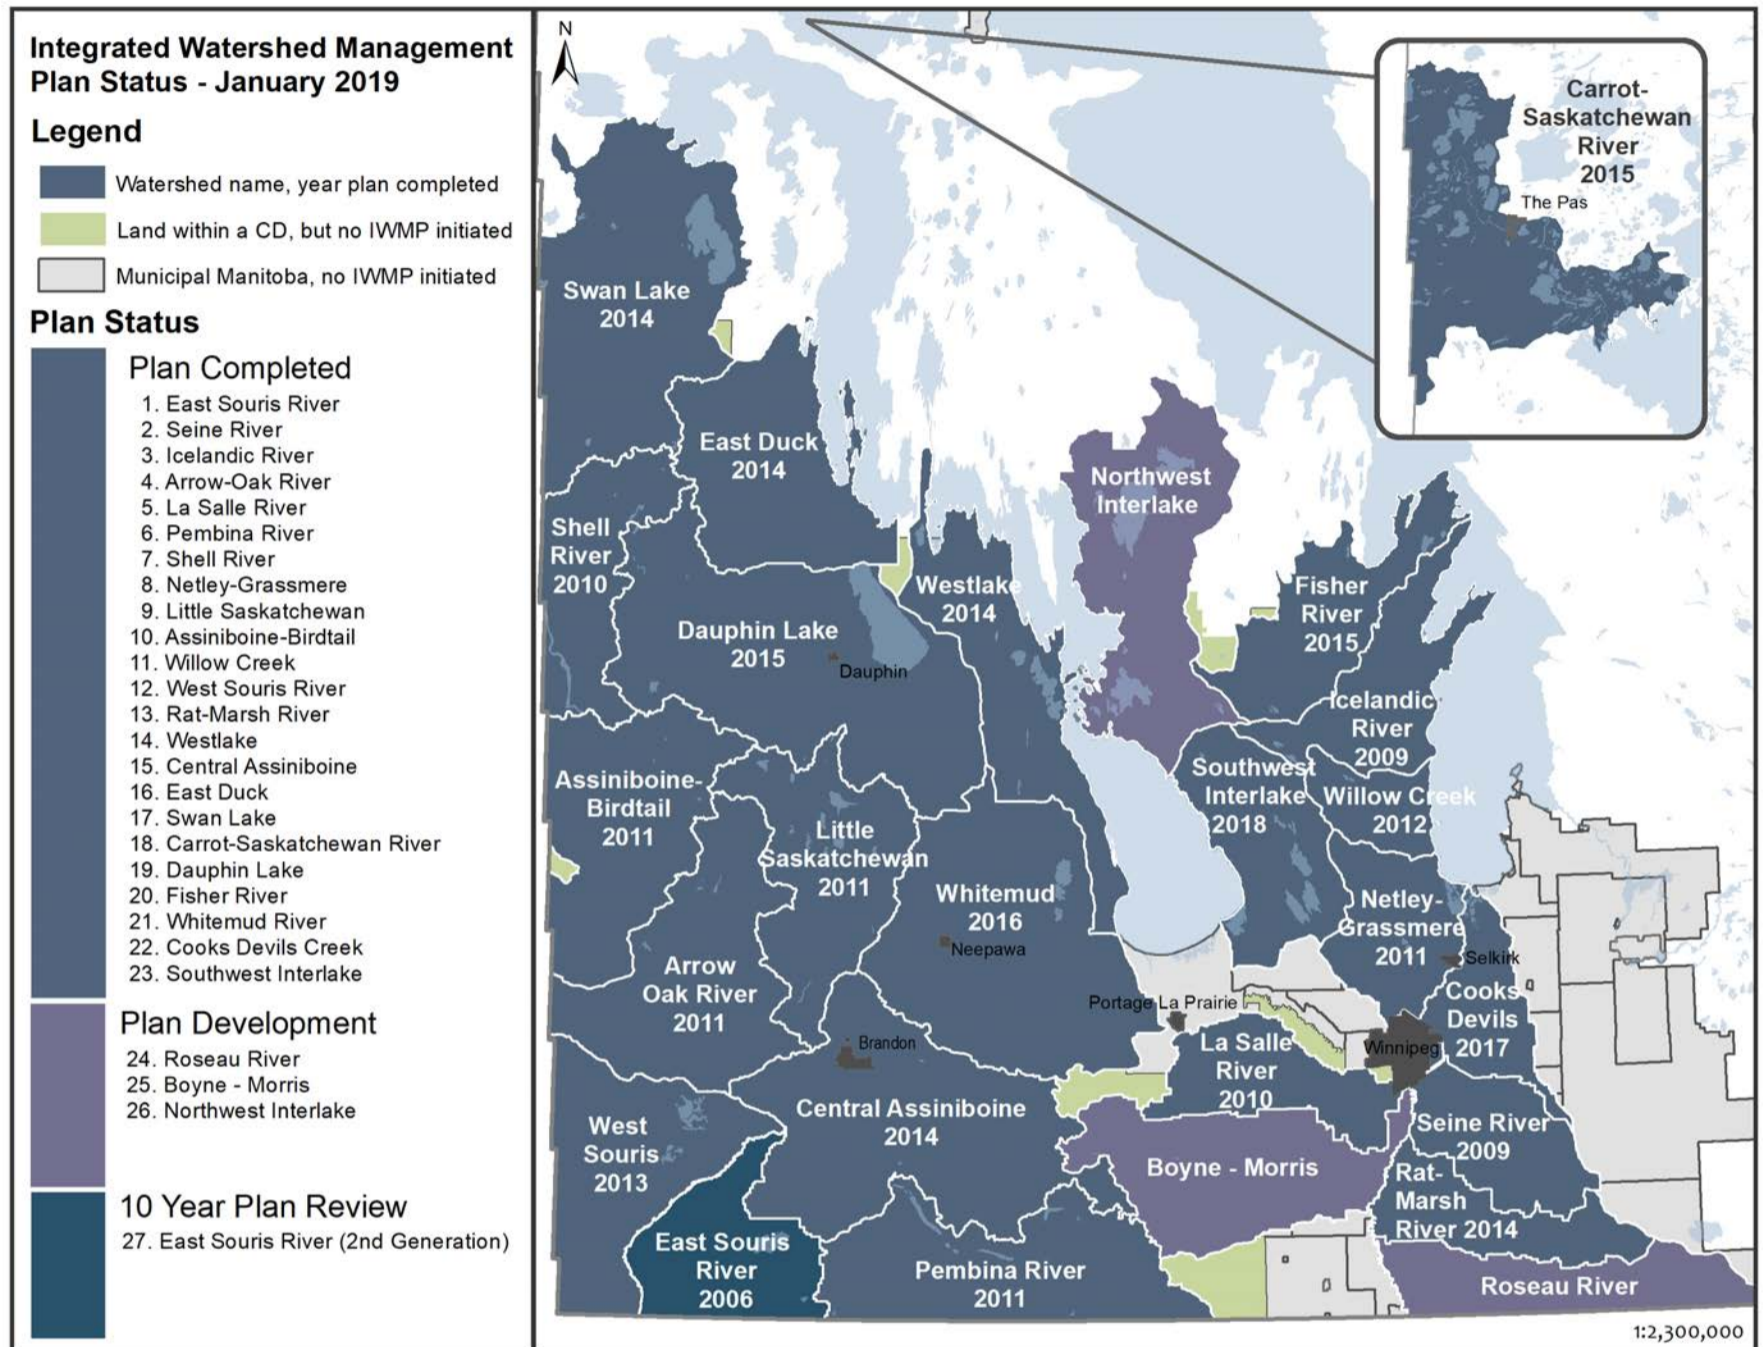 Integrated Watershed Management
Plan Status - January 2019
Legend
Watershed name, year plan completed
Land within a CD, but no IWMP initiated
Municipal Manitoba, no IWMP initiated
Plan Status
Plan Completed
1. East Souris River
2. Seine River
3. Icelandic River
4. Arrow-Oak River
5. La Salle River
6. Pembina River
7. Shell River
8. Netley-Grassmere
9. Little Saskatchewan
10. Assiniboine-Birdtail
11. Willow Creek
12. West Souris River
13. Rat-Marsh River
14. Westlake
15. Central Assiniboine
16. East Duck
17. Swan Lake
18. Carrot-Saskatchewan River
19. Dauphin Lake
20. Fisher River
21. Whitemud River
22. Cooks Devils Creek
23. Southwest Interlake
Plan Development
24. Roseau River
25. Boyne - Morris
26. Northwest Interlake
10 Year Plan Review
27. East Souris River (2nd Generation)
N
Carrot-
Saskatchewan
River
2015
The Pas
Swan Lake
2014
East Duck
2014
Northwest
Interlake
Shell
River
2010
Westlake
2014
Fisher
River
2015
Dauphin Lake
2015
Dauphin
Icelandic
River
2009
Assiniboine-
Birdtail
2011
Southwest
Interlake
2018
Willow Creek
2012
Little
Saskatchewan
2011
Whitemud
2016
Neepawa
Netley-
Grassmere
2011
Selkirk
Arrow
Oak River
2011
Portage La Prairie
Cooks
Devils
2017
Brandon
La Salle
River
2010
Winnipeg
West
Souris
2013
Central Assiniboine
2014
Seine River
2009
Boyne - Morris
Rat-
Marsh
River 2014
East Souris
River
2006
Pembina River
2011
Roseau River
1:2,300,000